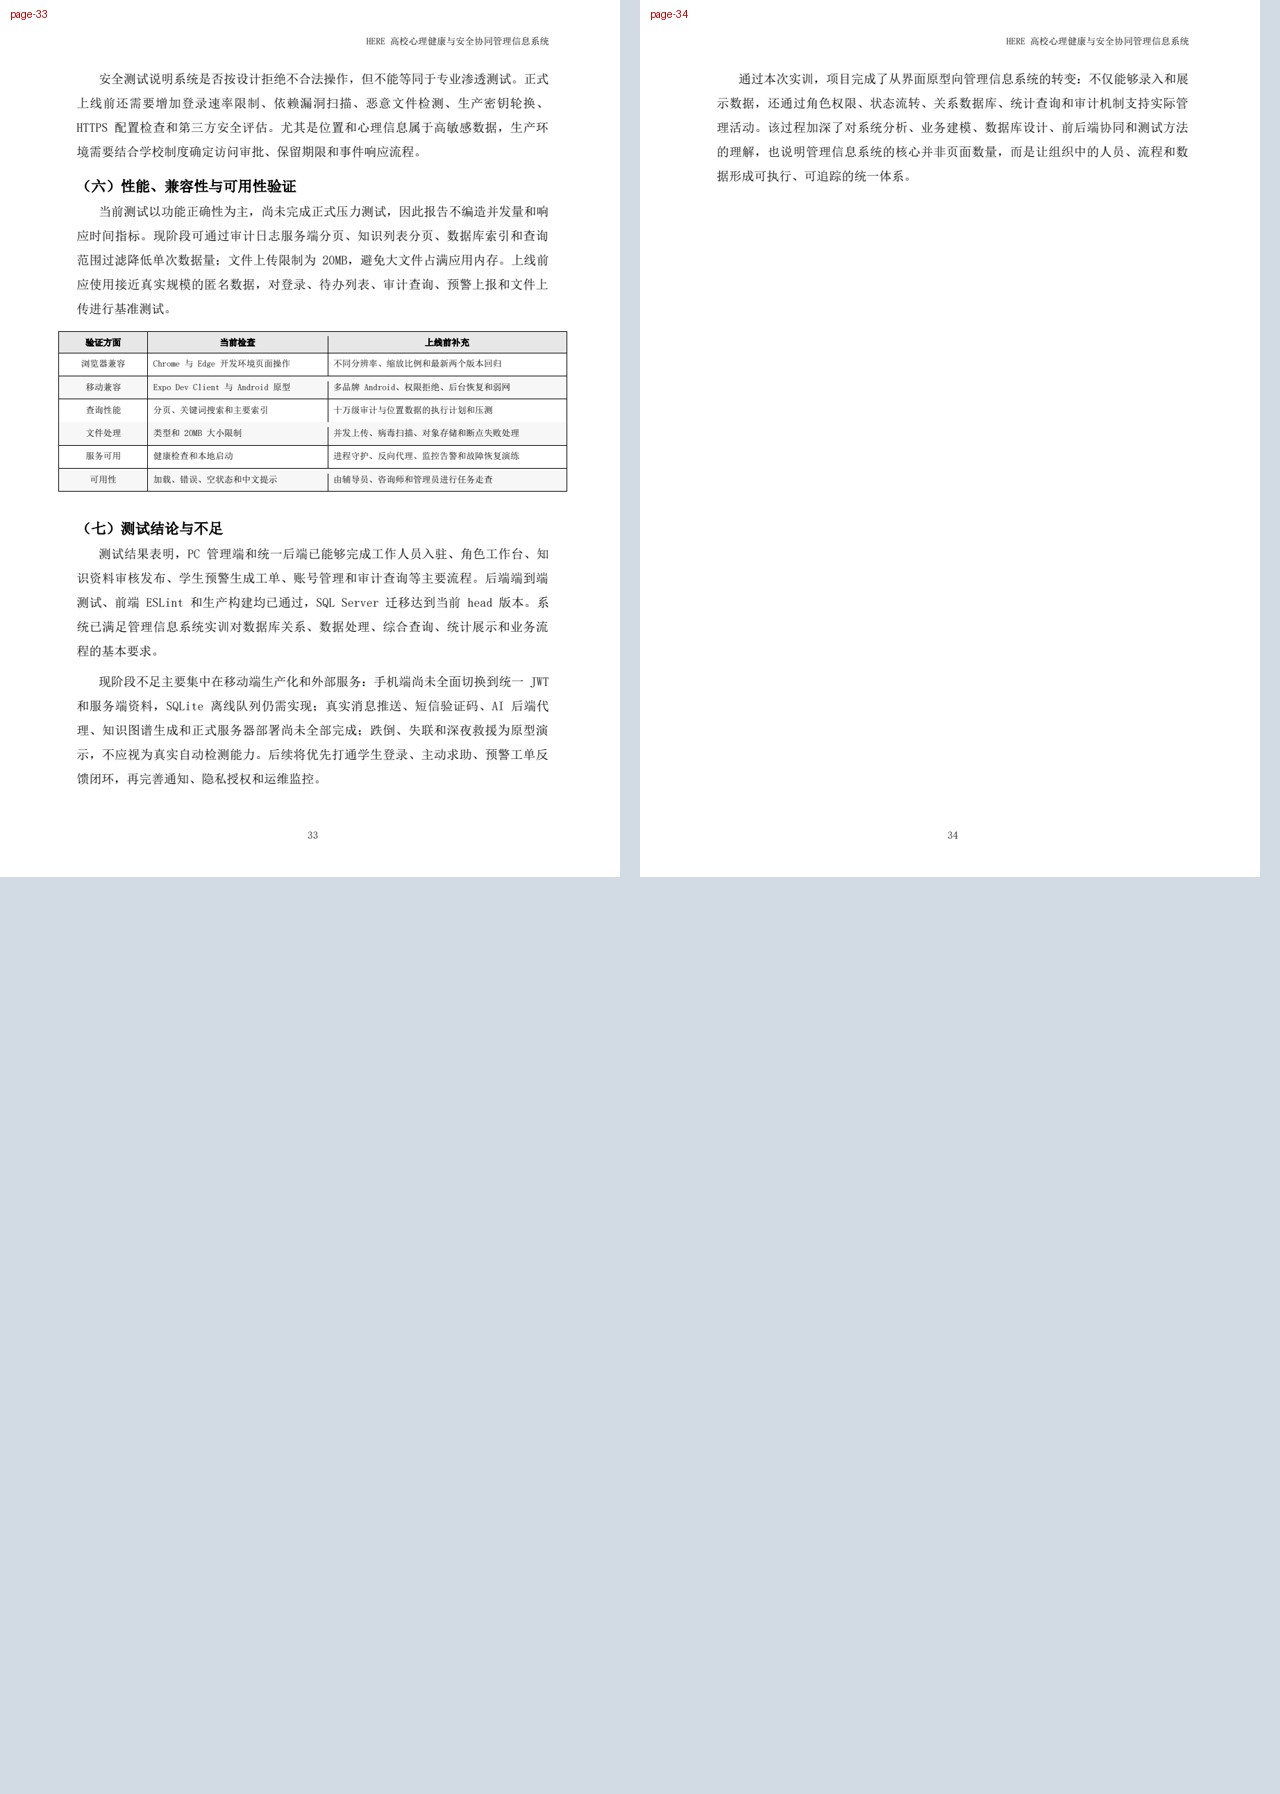 page-33
HERE 高校心理健康与安全协同管理信息系统
安全测试说明系统是否按设计拒绝不合法操作，但不能等同于专业渗透测试。正式
上线前还需要增加登录速率限制、依赖漏洞扫描、恶意文件检测、生产密钥轮换、
HTTPS 配置检查和第三方安全评估。尤其是位置和心理信息属于高敏感数据，生产环
境需要结合学校制度确定访问审批、保留期限和事件响应流程。
（六）性能、兼容性与可用性验证
当前测试以功能正确性为主，尚未完成正式压力测试，因此报告不编造并发量和响
应时间指标。现阶段可通过审计日志服务端分页、知识列表分页、数据库索引和查询
范围过滤降低单次数据量；文件上传限制为 20MB，避免大文件占满应用内存。上线前
应使用接近真实规模的匿名数据，对登录、待办列表、审计查询、预警上报和文件上
传进行基准测试。
验证方面 当前检查 上线前补充
浏览器兼容 Chrome 与 Edge 开发环境页面操作 不同分辨率、缩放比例和最新两个版本回归
移动兼容 Expo Dev Client 与 Android 原型 多品牌 Android、权限拒绝、后台恢复和弱网
查询性能 分页、关键词搜索和主要索引 十万级审计与位置数据的执行计划和压测
文件处理 类型和 20MB 大小限制 并发上传、病毒扫描、对象存储和断点失败处理
服务可用 健康检查和本地启动 进程守护、反向代理、监控告警和故障恢复演练
可用性 加载、错误、空状态和中文提示 由辅导员、咨询师和管理员进行任务走查
（七）测试结论与不足
测试结果表明，PC 管理端和统一后端已能够完成工作人员入驻、角色工作台、知
识资料审核发布、学生预警生成工单、账号管理和审计查询等主要流程。后端端到端
测试、前端 ESLint 和生产构建均已通过，SQL Server 迁移达到当前 head 版本。系
统已满足管理信息系统实训对数据库关系、数据处理、综合查询、统计展示和业务流
程的基本要求。
现阶段不足主要集中在移动端生产化和外部服务：手机端尚未全面切换到统一 JWT
和服务端资料，SQLite 离线队列仍需实现；真实消息推送、短信验证码、AI 后端代
理、知识图谱生成和正式服务器部署尚未全部完成；跌倒、失联和深夜救援为原型演
示，不应视为真实自动检测能力。后续将优先打通学生登录、主动求助、预警工单反
馈闭环，再完善通知、隐私授权和运维监控。
33
page-34
HERE 高校心理健康与安全协同管理信息系统
通过本次实训，项目完成了从界面原型向管理信息系统的转变：不仅能够录入和展
示数据，还通过角色权限、状态流转、关系数据库、统计查询和审计机制支持实际管
理活动。该过程加深了对系统分析、业务建模、数据库设计、前后端协同和测试方法
的理解，也说明管理信息系统的核心并非页面数量，而是让组织中的人员、流程和数
据形成可执行、可追踪的统一体系。
34